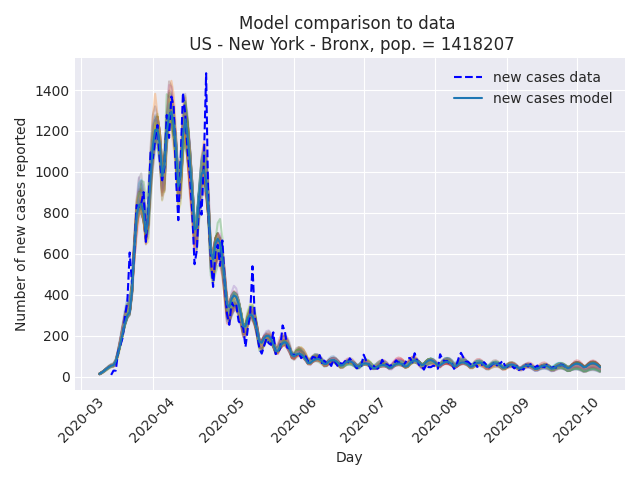 Model comparison to data
US - New York - Bronx, pop. = 1418207
new cases data
new cases model
Number of new cases reported
1400
1200
1000
800
600
400
200
0
2020-03
2020-04
2020-05
2020-06
2020-07
2020-08
2020-09
2020-10
Day